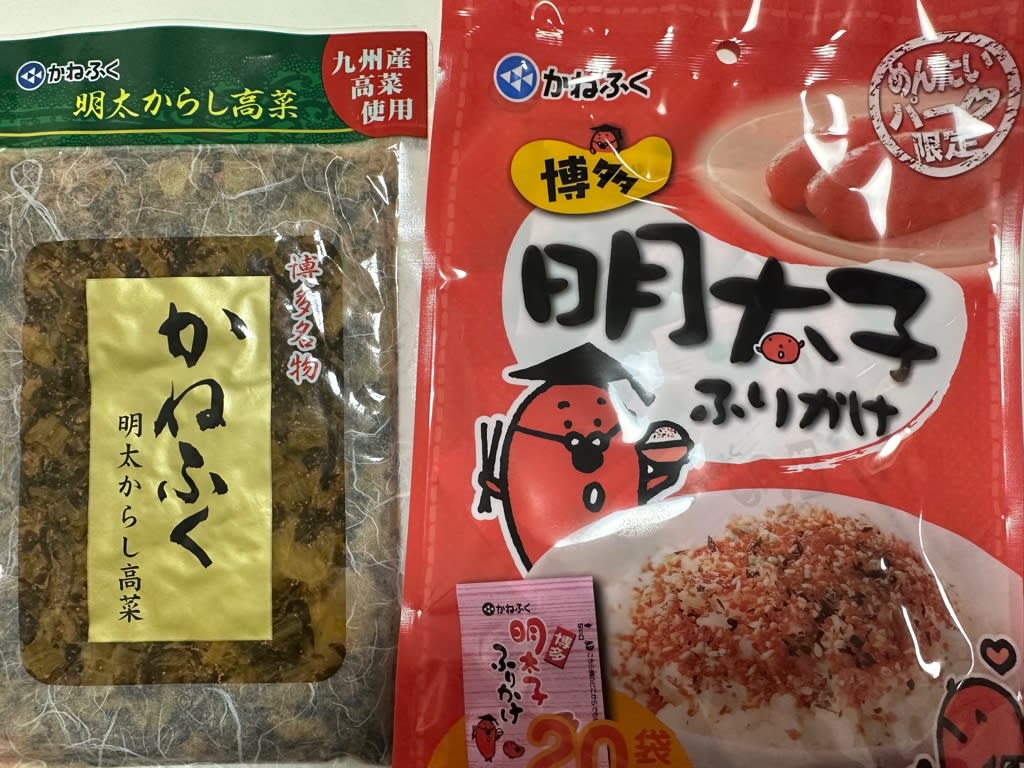 かねふく
明太からし高菜
九州産
高菜
使用
博多名物
かねふく
明太からし高菜
かねふく
めんたい
パーク
限定
博多
明太子
ふりかけ
かねふく
博多
明太子
ふりかけ
20袋